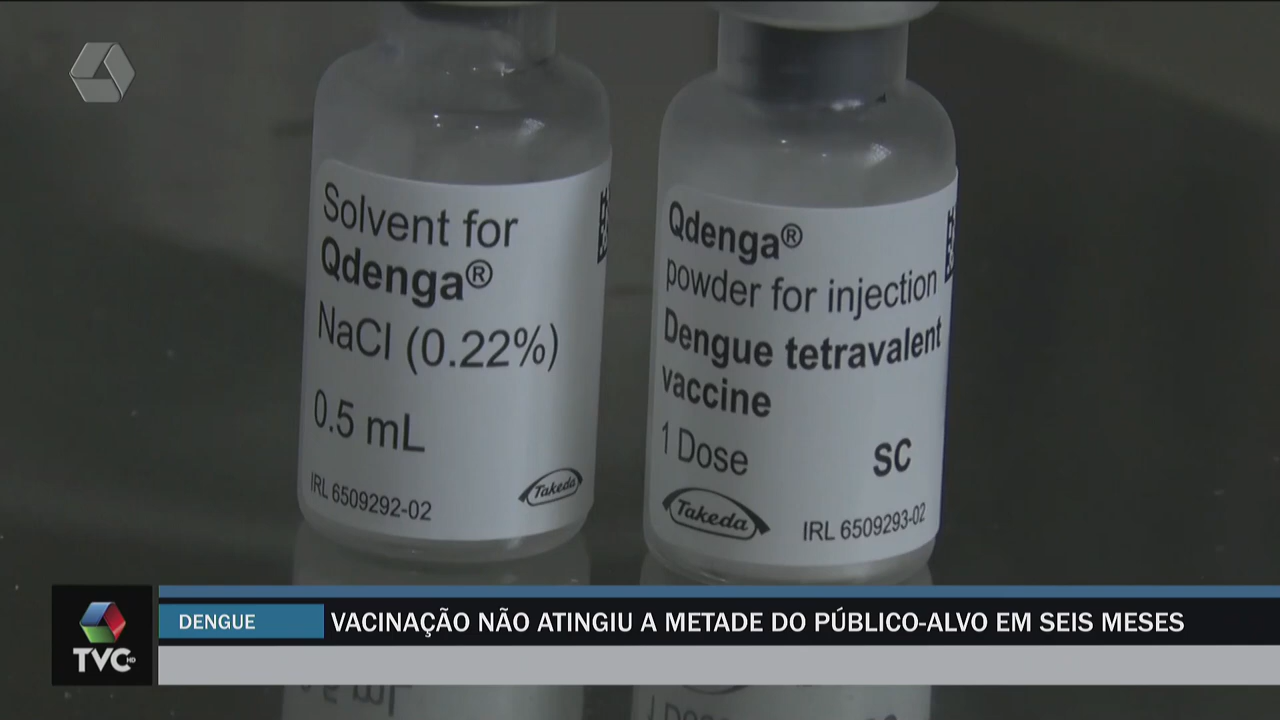 Solvent for
Qdenga®
NaCl (0.22%)
0.5 mL
IRL 6509292-02
Takeda
Qdenga®
powder for injection
Dengue tetravalent
vaccine
1 Dose
SC
Takeda
IRL 6509293-02
DENGUE
VACINAÇÃO NÃO ATINGIU A METADE DO PÚBLICO-ALVO EM SEIS MESES
TVC HD